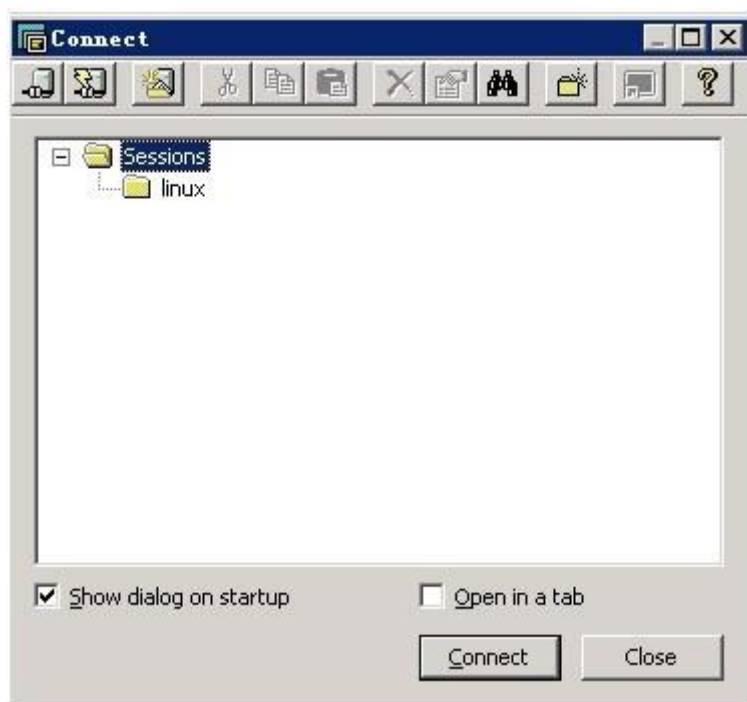 Connect
Sessions
linux
Show dialog on startup
Open in a tab
Connect
Close